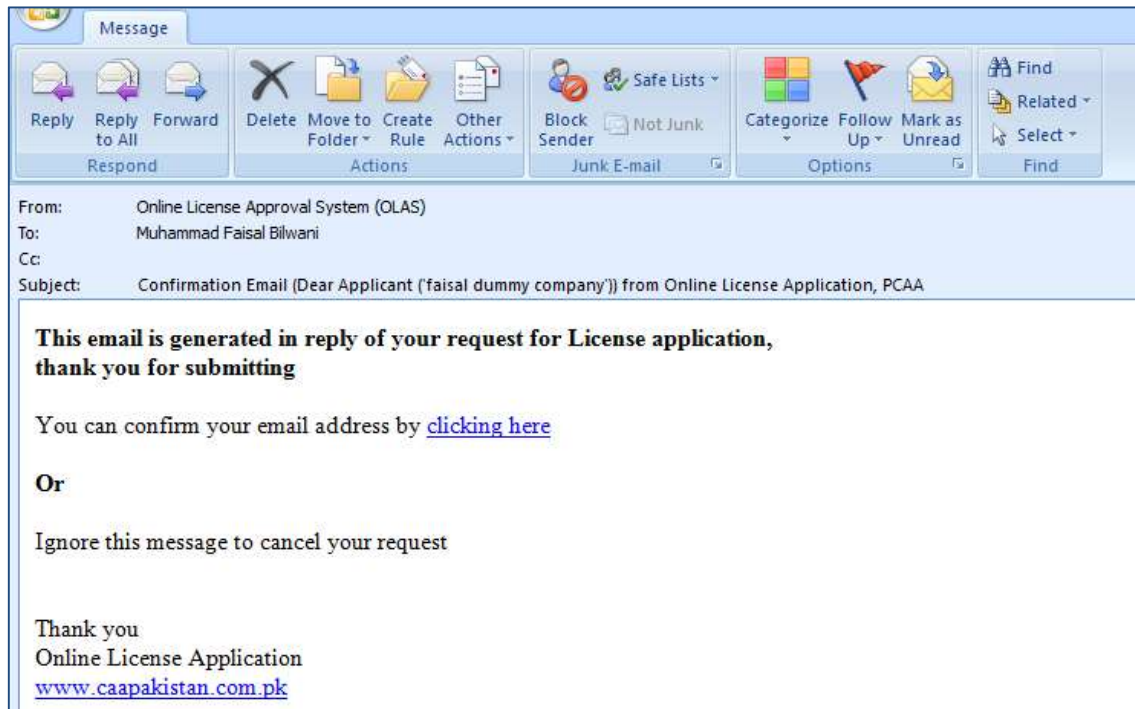 Message
Reply
Reply to All
Forward
Respond
Delete
Move to Folder
Create Rule
Other Actions
Actions
Block Sender
Safe Lists
Not Junk
Junk E-mail
Categorize
Follow Up
Mark as Unread
Options
Find
Related
Select
Find
From: Online License Approval System (OLAS)
To: Muhammad Faisal Bilwani
Cc:
Subject: Confirmation Email (Dear Applicant ('faisal dummy company')) from Online License Application, PCAA
This email is generated in reply of your request for License application,
thank you for submitting
You can confirm your email address by clicking here
Or
Ignore this message to cancel your request
Thank you
Online License Application
www.caapakistan.com.pk